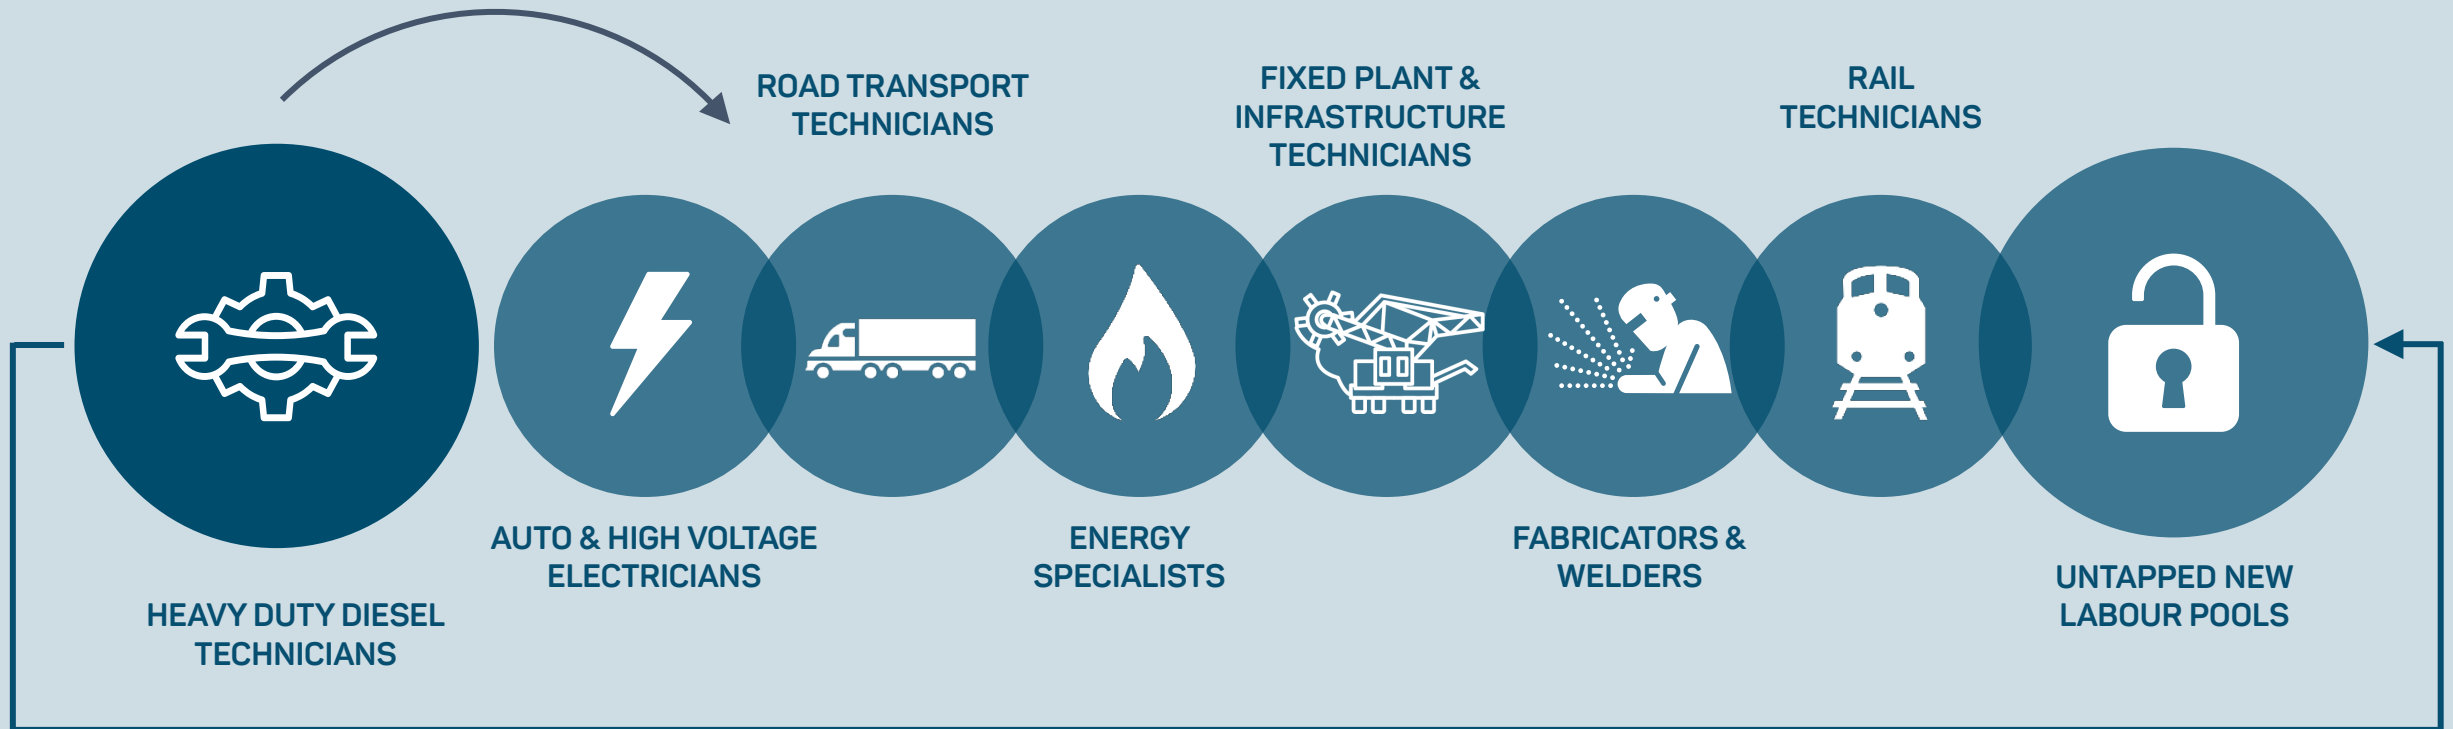 ROAD TRANSPORT
TECHNICIANS
FIXED PLANT &
INFRASTRUCTURE
TECHNICIANS
RAIL
TECHNICIANS
HEAVY DUTY DIESEL
TECHNICIANS
AUTO & HIGH VOLTAGE
ELECTRICIANS
ENERGY
SPECIALISTS
FABRICATORS &
WELDERS
UNTAPPED NEW
LABOUR POOLS